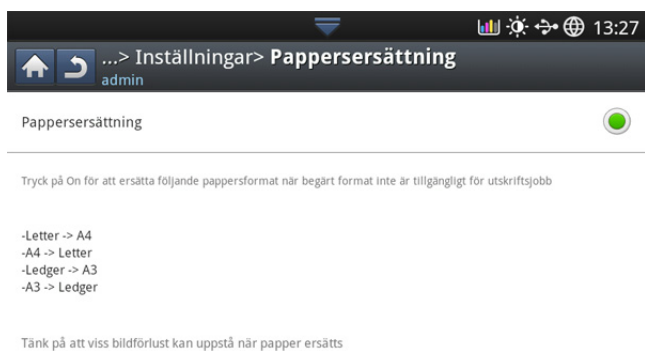 13:27
...> Inställningar> Pappersersättning
admin
Pappersersättning
Tryck på On för att ersätta följande pappersformat när begärt format inte är tillgängligt för utskriftsjobb
-Letter -> A4
-A4 -> Letter
-Ledger -> A3
-A3 -> Ledger
Tänk på att viss bildförlust kan uppstå när papper ersätts